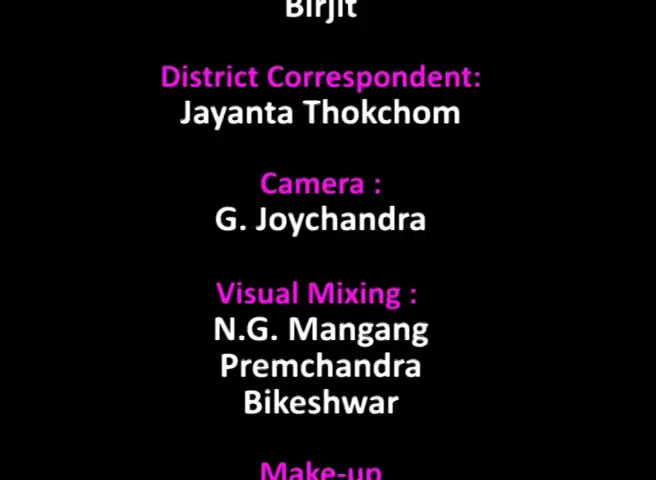 Birjit
District Correspondent:
Jayanta Thokchom
Camera :
G. Joychandra
Visual Mixing :
N.G. Mangang
Premchandra
Bikeshwar
Make-up